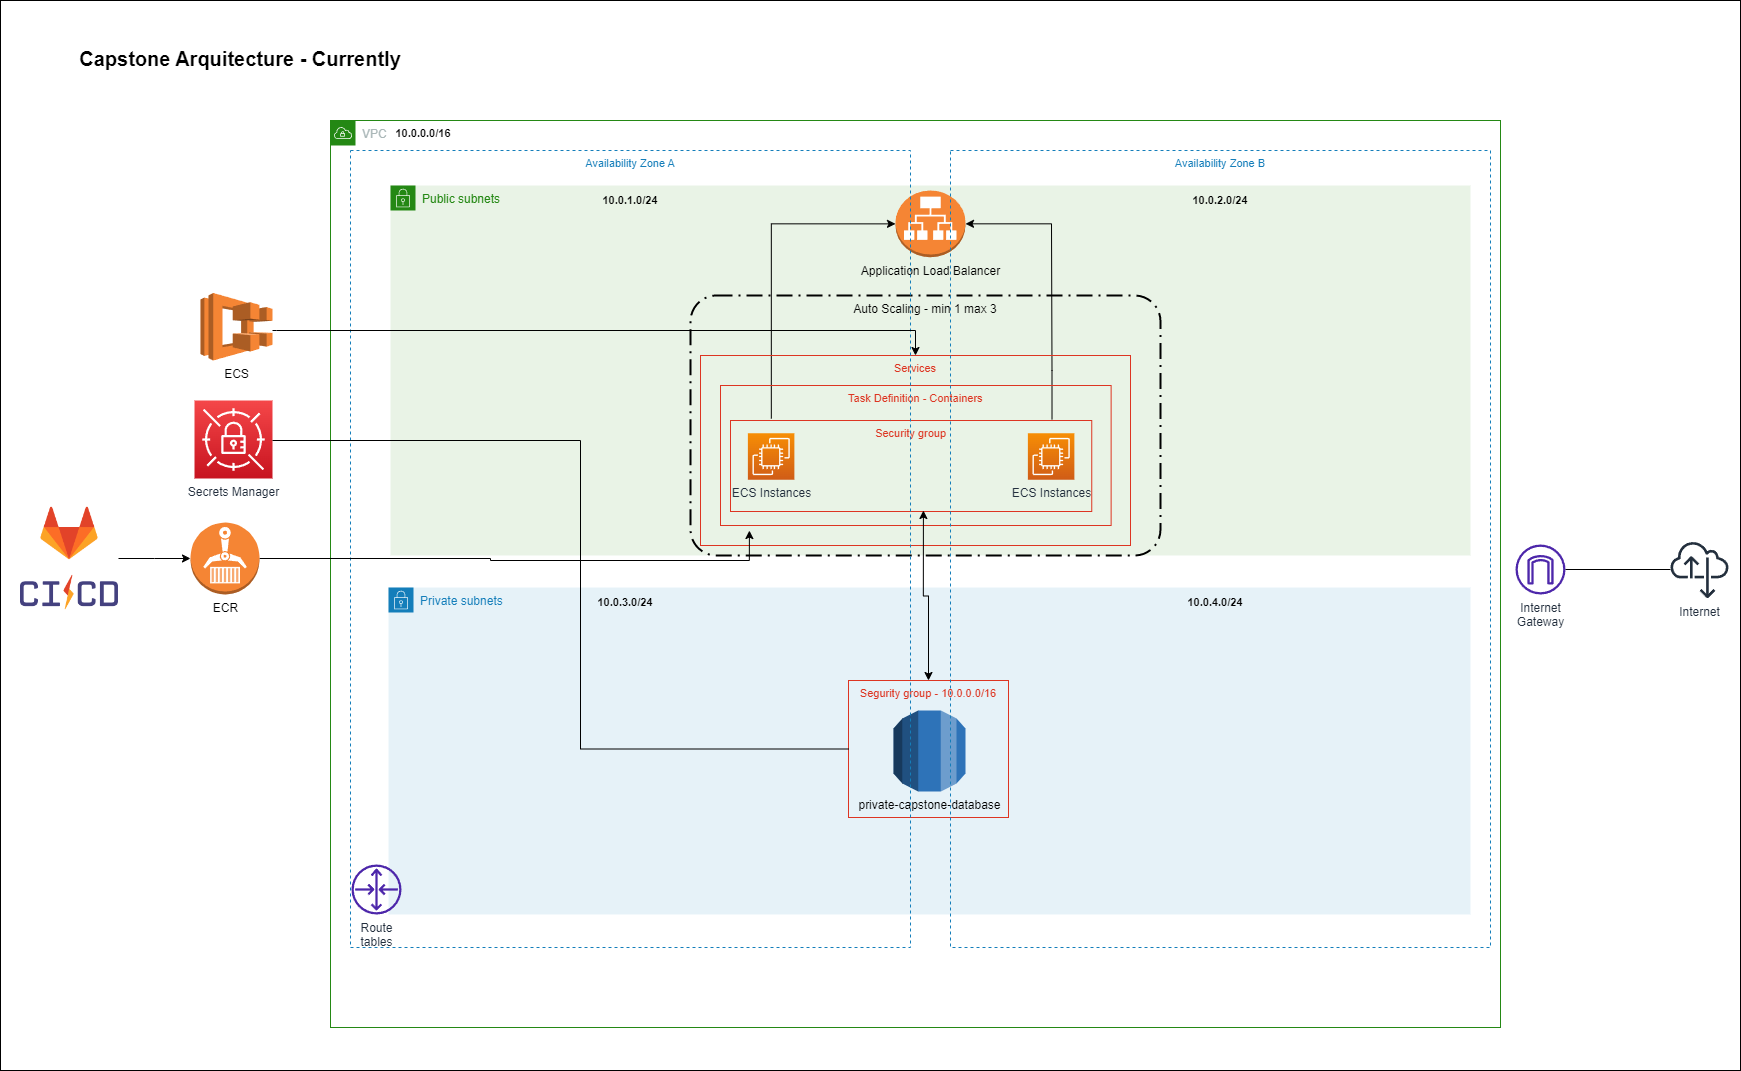 Capstone Arquitecture - Currently
VPC 10.0.0.0/16
Availability Zone A
Availability Zone B
Public subnets
10.0.1.0/24
10.0.2.0/24
Application Load Balancer
Auto Scaling - min 1 max 3
ECS
Services
Task Definition - Containers
Security group
ECS Instances
ECS Instances
Secrets Manager
CI/CD
ECR
Private subnets
10.0.3.0/24
10.0.4.0/24
Internet
Gateway
Internet
Segurity group - 10.0.0.0/16
private-capstone-database
Route
tables